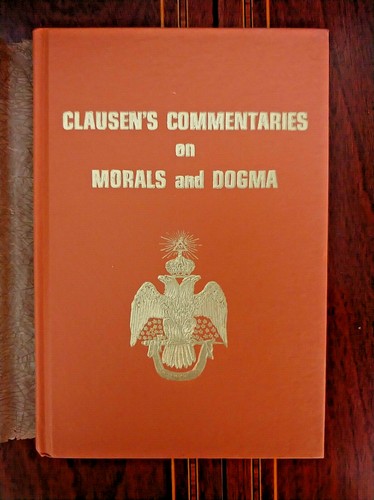 CLAUSEN'S COMMENTARIES
on
MORALS and DOGMA